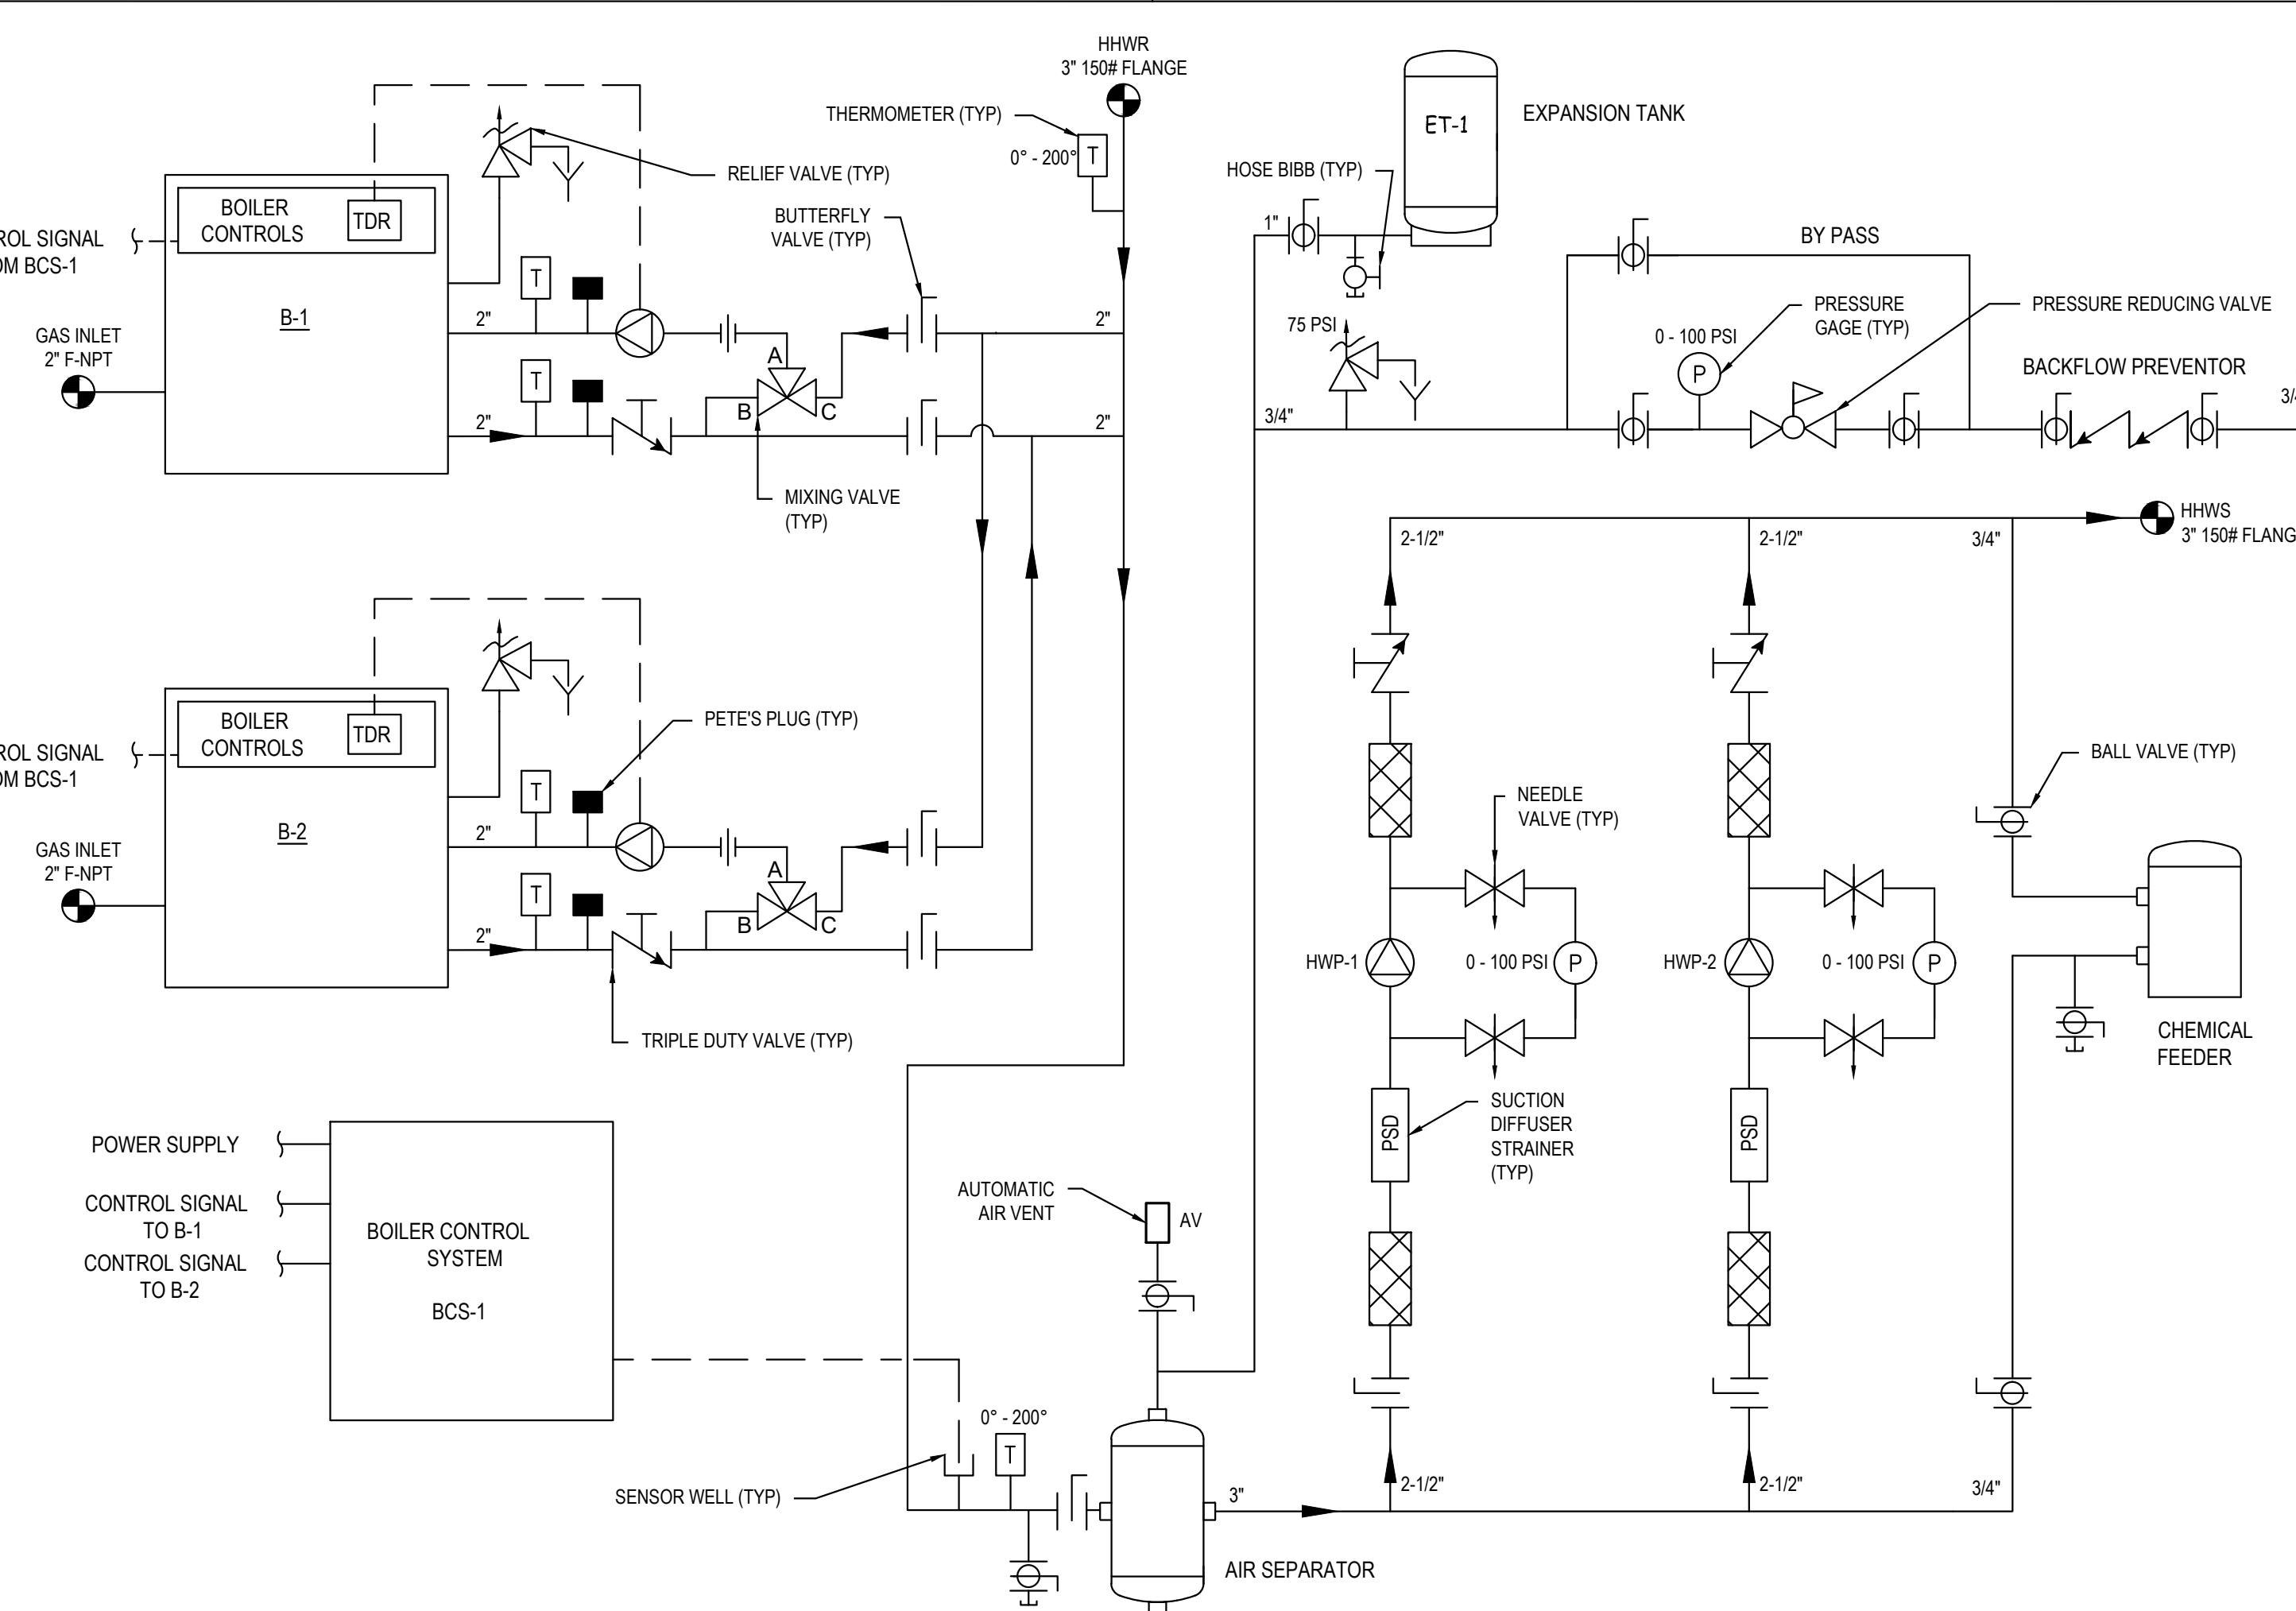 HHWR
3" 150# FLANGE
THERMOMETER (TYP)
0° - 200°
T
ET-1
EXPANSION TANK
HOSE BIBB (TYP)
RELIEF VALVE (TYP)
BOILER
CONTROLS
TDR
ROL SIGNAL
OM BCS-1
BUTTERFLY
VALVE (TYP)
1"
BY PASS
B-1
T
2"
2"
GAS INLET
2" F-NPT
75 PSI
0 - 100 PSI
PRESSURE
GAGE (TYP)
PRESSURE REDUCING VALVE
P
BACKFLOW PREVENTOR
3/4
A
B
C
T
2"
2"
3/4"
MIXING VALVE
(TYP)
HHWS
3" 150# FLANG
2-1/2"
2-1/2"
3/4"
BOILER
CONTROLS
TDR
ROL SIGNAL
OM BCS-1
PETE'S PLUG (TYP)
BALL VALVE (TYP)
B-2
T
2"
GAS INLET
2" F-NPT
NEEDLE
VALVE (TYP)
A
B
C
T
2"
HWP-1
0 - 100 PSI
P
HWP-2
0 - 100 PSI
P
TRIPLE DUTY VALVE (TYP)
CHEMICAL
FEEDER
PSD
SUCTION
DIFFUSER
STRAINER
(TYP)
PSD
POWER SUPPLY
CONTROL SIGNAL
TO B-1
CONTROL SIGNAL
TO B-2
BOILER CONTROL
SYSTEM
BCS-1
AUTOMATIC
AIR VENT
AV
0° - 200°
T
SENSOR WELL (TYP)
3"
2-1/2"
2-1/2"
3/4"
AIR SEPARATOR